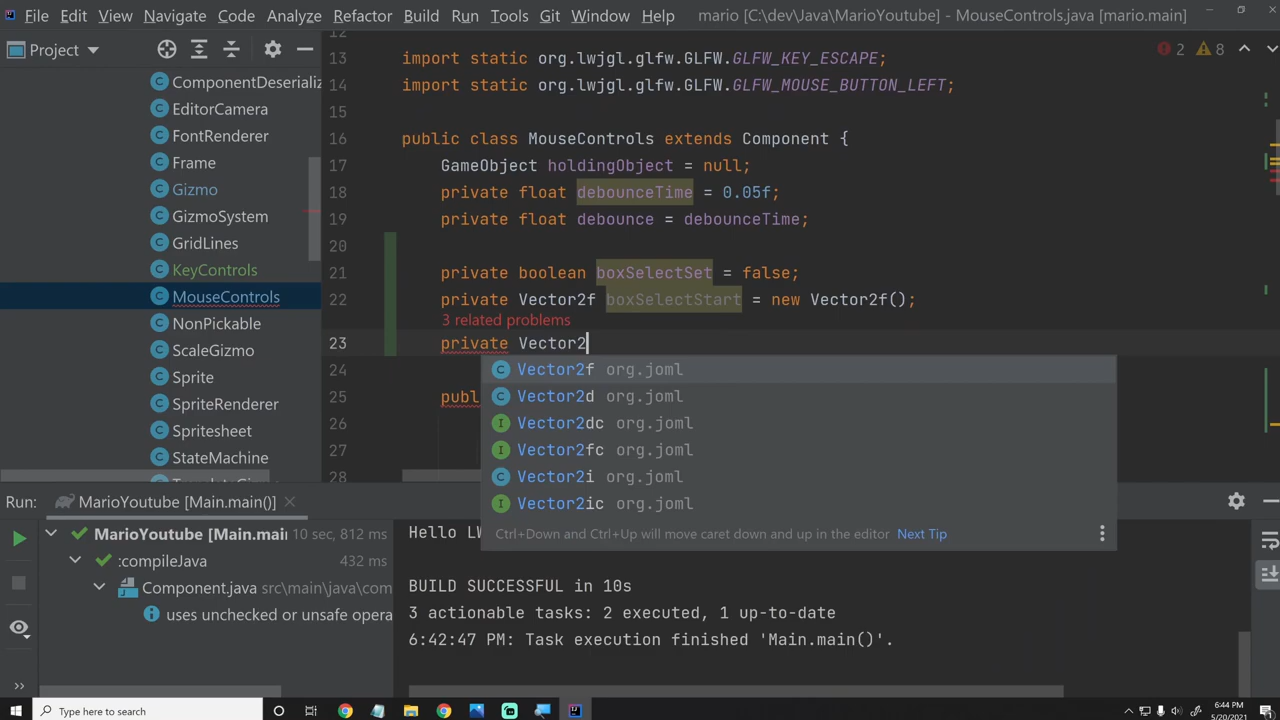 File Edit View Navigate Code Analyze Refactor Build Run Tools Git Window Help mario [C:\dev\Java\MarioYoutube] - MouseControls.java [mario.main]
Project
2 8
ComponentDeserializ
EditorCamera
FontRenderer
Frame
Gizmo
GizmoSystem
GridLines
KeyControls
MouseControls
NonPickable
ScaleGizmo
Sprite
SpriteRenderer
Spritesheet
StateMachine
12
13 import static org.lwjgl.glfw.GLFW.GLFW_KEY_ESCAPE;
14 import static org.lwjgl.glfw.GLFW.GLFW_MOUSE_BUTTON_LEFT;
15
16 public class MouseControls extends Component {
17 GameObject holdingObject = null;
18 private float debounceTime = 0.05f;
19 private float debounce = debounceTime;
20
21 private boolean boxSelectSet = false;
22 private Vector2f boxSelectStart = new Vector2f();
3 related problems
23 private Vector2
24
25 publ
26
27
28
Vector2f org.joml
Vector2d org.joml
Vector2dc org.joml
Vector2fc org.joml
Vector2i org.joml
Vector2ic org.joml
Ctrl+Down and Ctrl+Up will move caret down and up in the editor Next Tip
Run: MarioYoutube [Main.main()]
MarioYoutube [Main.mai 10 sec, 812 ms
:compileJava 432 ms
Component.java src\main\java\com
uses unchecked or unsafe opera
Hello LW
BUILD SUCCESSFUL in 10s
3 actionable tasks: 2 executed, 1 up-to-date
6:42:47 PM: Task execution finished 'Main.main()'.
Type here to search
6:44 PM
5/20/2021